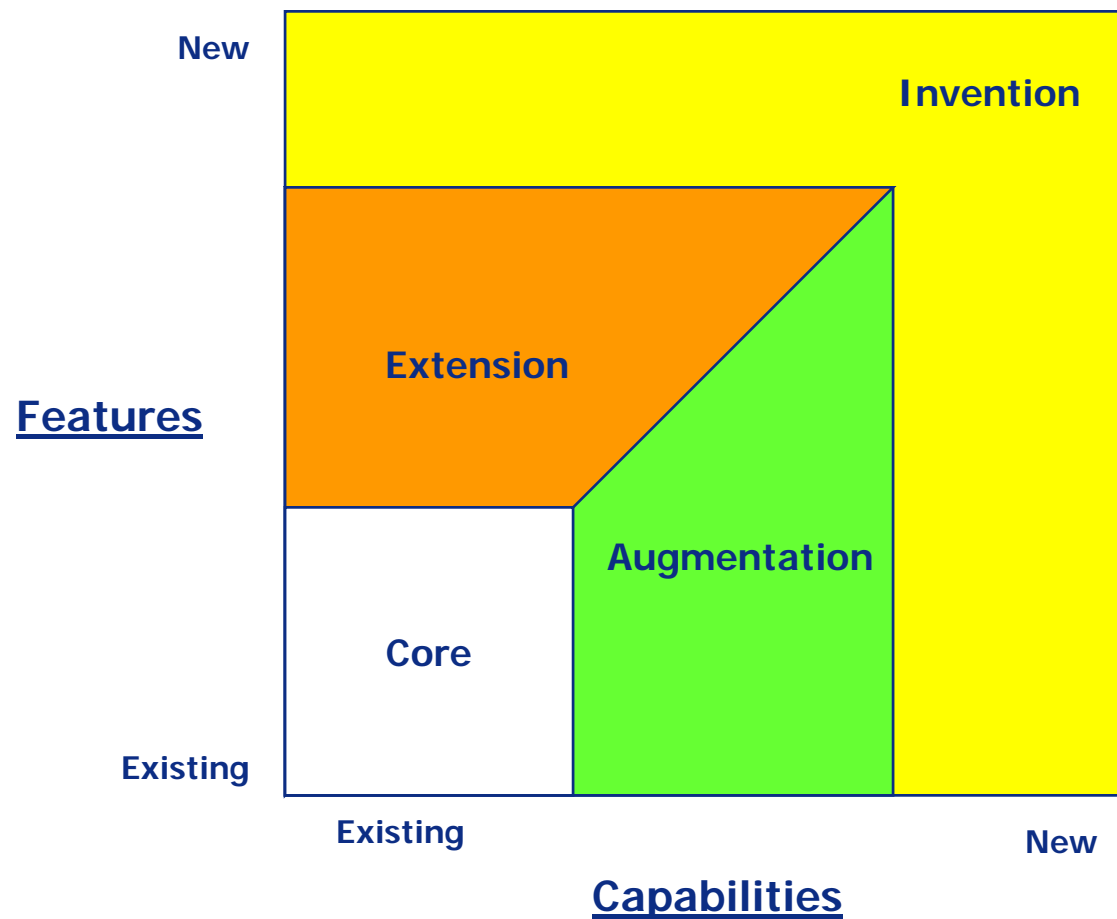 New
Invention
Extension
Features
Augmentation
Core
Existing
Existing
New
Capabilities